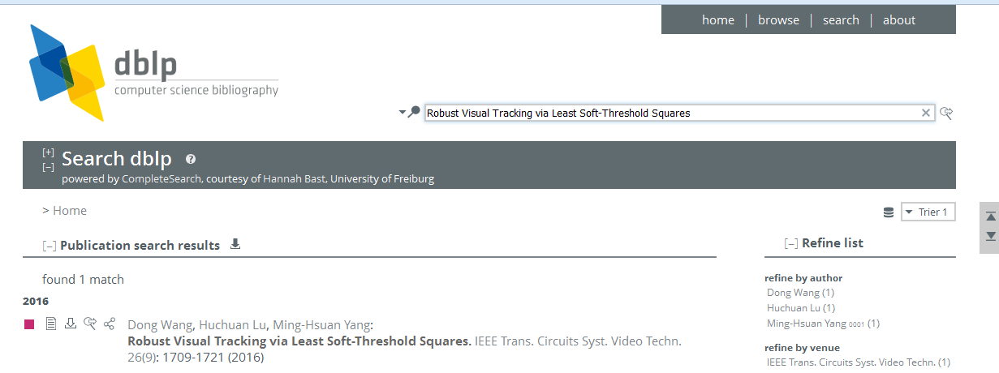 home | browse | search | about
dblp
computer science bibliography
Robust Visual Tracking via Least Soft-Threshold Squares
[+]
[−]
Search dblp
powered by CompleteSearch, courtesy of Hannah Bast, University of Freiburg
> Home
Trier 1
[−] Publication search results
found 1 match
2016
Dong Wang, Huchuan Lu, Ming-Hsuan Yang:
Robust Visual Tracking via Least Soft-Threshold Squares. IEEE Trans. Circuits Syst. Video Techn.
26(9): 1709-1721 (2016)
[−] Refine list
refine by author
Dong Wang (1)
Huchuan Lu (1)
Ming-Hsuan Yang 0001 (1)
refine by venue
IEEE Trans. Circuits Syst. Video Techn. (1)